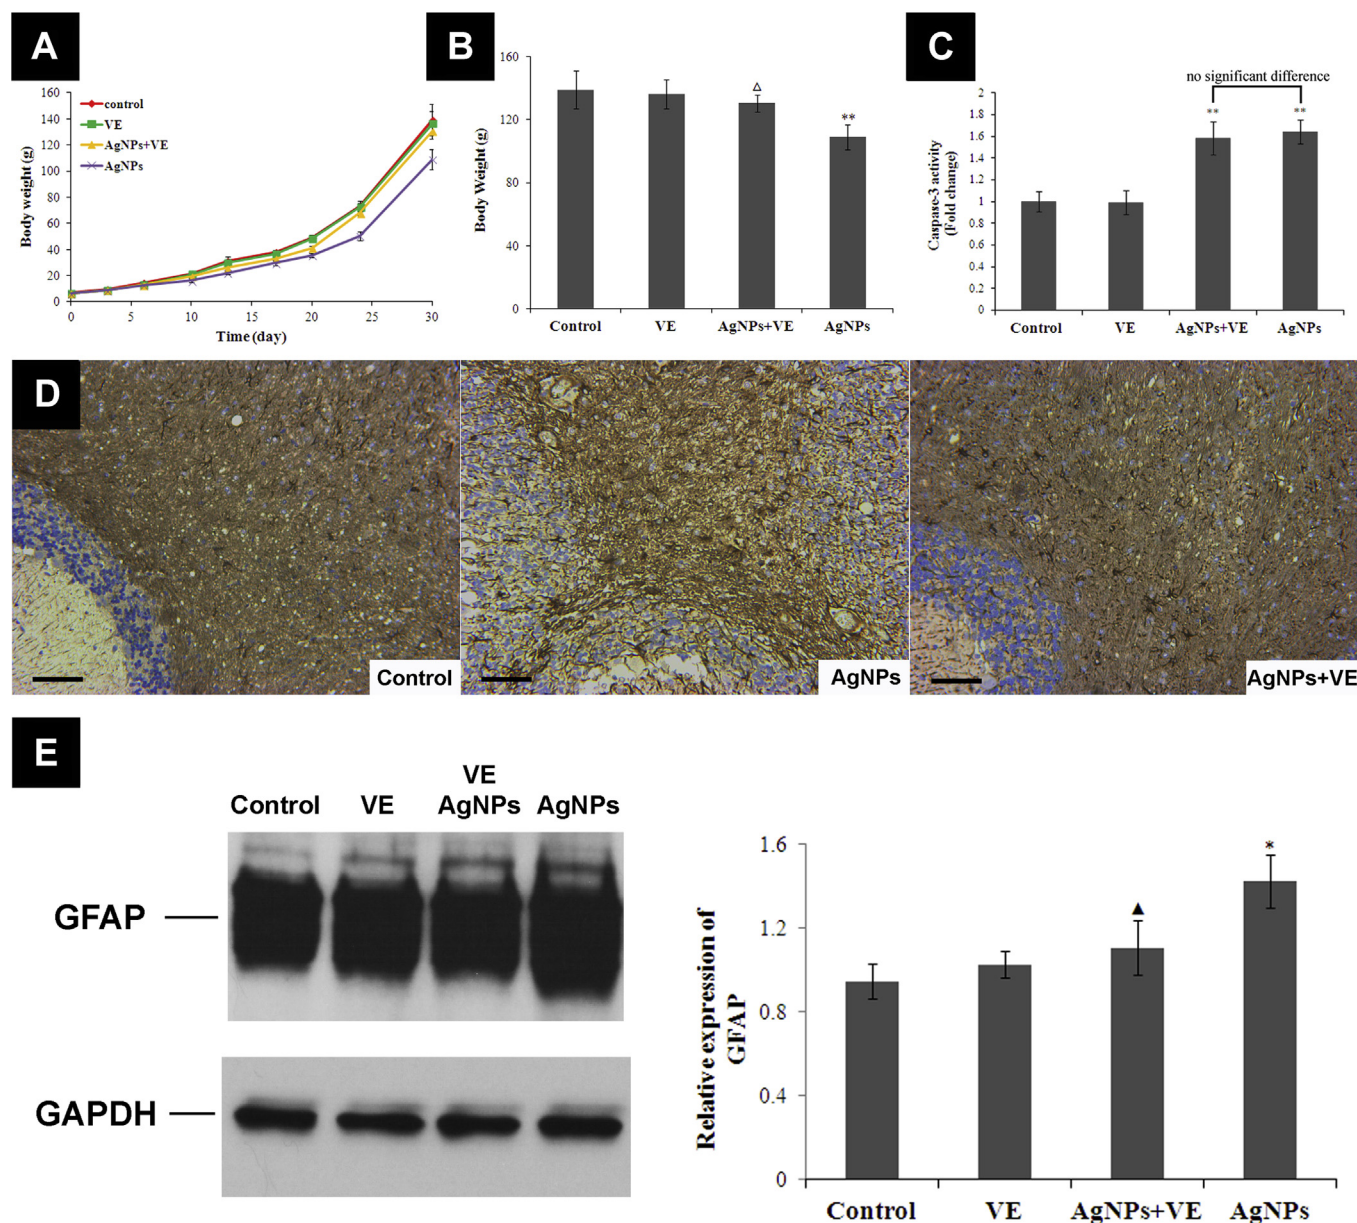 A
160
140
120
100
80
60
40
20
0
Body weight (g)
control
VE
AgNPs+VE
AgNPs
0 5 10 15 20 25 30
Time (day)
B
160
120
80
40
0
Body Weight (g)
Δ
**
Control VE AgNPs+VE AgNPs
C
no significant difference
2
1.8
1.6
1.4
1.2
1
0.8
0.6
0.4
0.2
0
Caspase-3 activity
(Fold change)
** **
Control VE AgNPs+VE AgNPs
D
Control
AgNPs
AgNPs+VE
E
Control VE VE
AgNPs AgNPs
GFAP
GAPDH
1.6
1.2
0.8
0.4
0
Relative expression of
GFAP
▲
*
Control VE AgNPs+VE AgNPs